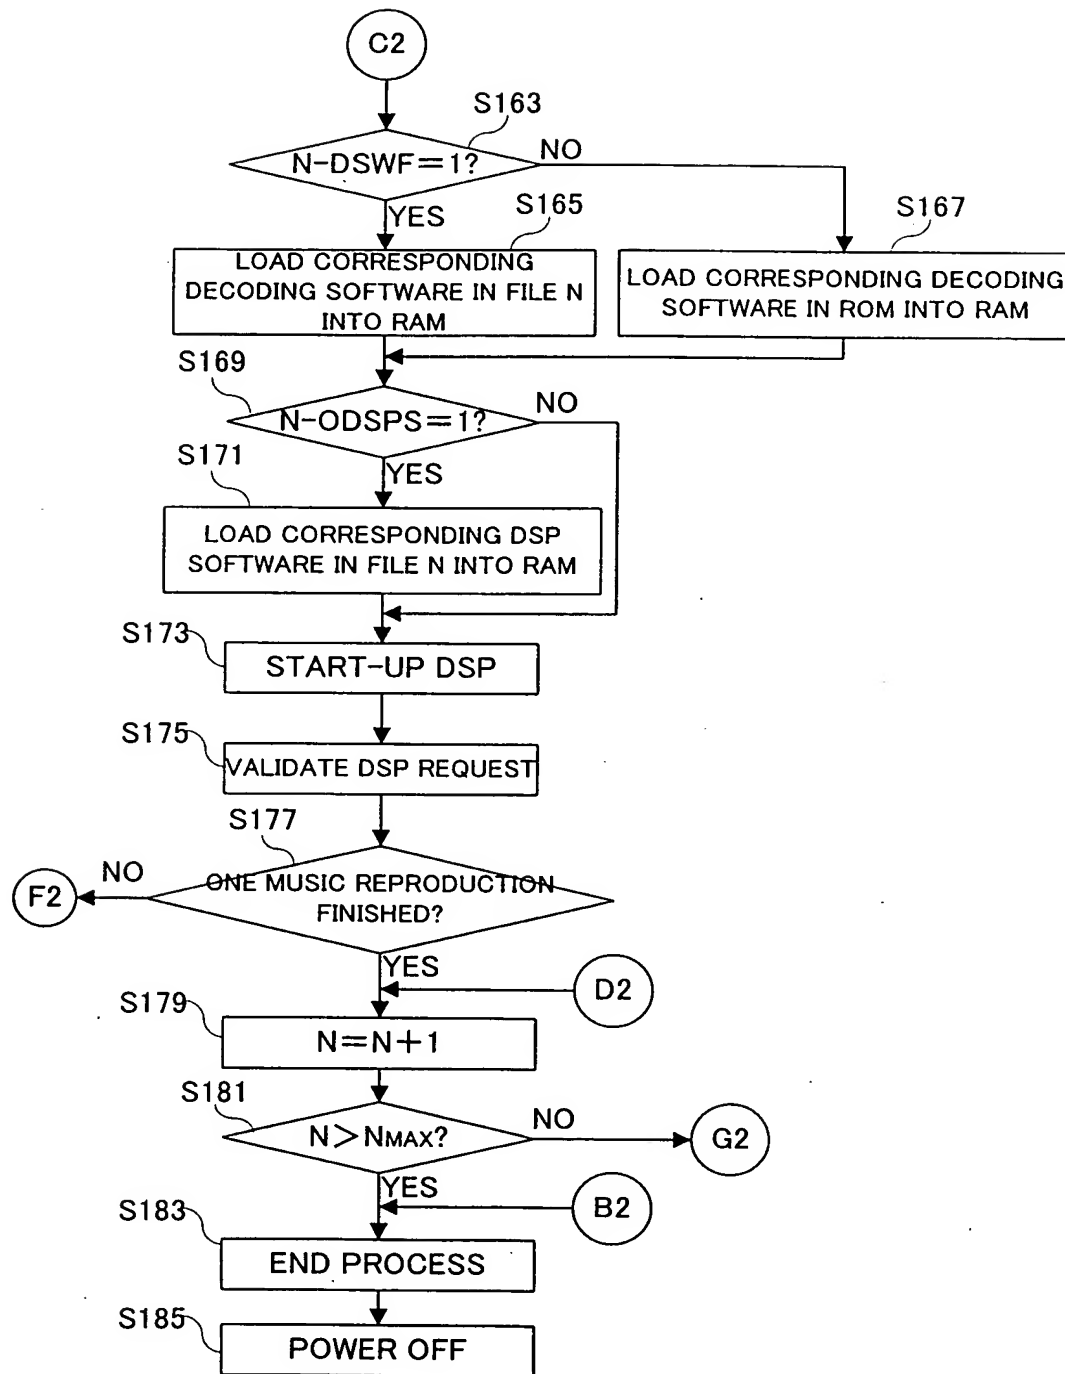 C2
S163
N-DSWF=1?
NO
YES
S165
S167
LOAD CORRESPONDING
DECODING SOFTWARE IN FILE N
INTO RAM
LOAD CORRESPONDING DECODING
SOFTWARE IN ROM INTO RAM
S169
N-ODSPS=1?
NO
S171
YES
LOAD CORRESPONDING DSP
SOFTWARE IN FILE N INTO RAM
S173
START-UP DSP
S175
VALIDATE DSP REQUEST
S177
NO
F2
ONE MUSIC REPRODUCTION
FINISHED?
YES
D2
S179
N=N+1
S181
N>NMAX?
NO
G2
YES
B2
S183
END PROCESS
S185
POWER OFF